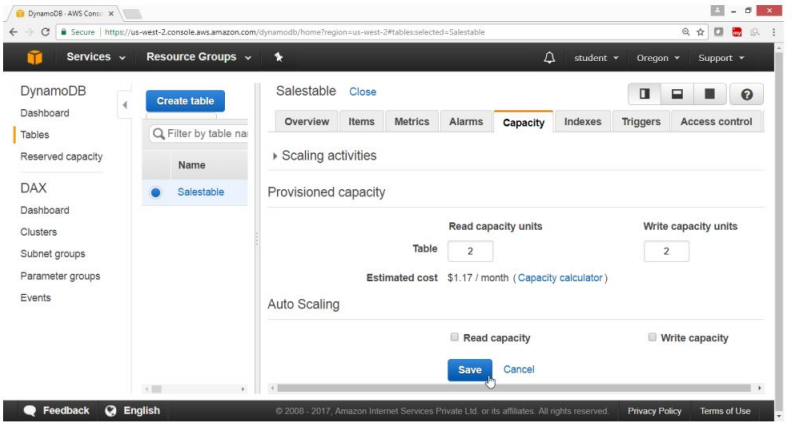 DynamoDB - AWS Consol
Secure | https://us-west-2.console.aws.amazon.com/dynamodb/home?region=us-west-2#tables:selected=Salestable
Services Resource Groups student Oregon Support
DynamoDB
Dashboard
Tables
Reserved capacity
DAX
Dashboard
Clusters
Subnet groups
Parameter groups
Events
Create table
Filter by table na
Name
Salestable
Salestable Close
Overview Items Metrics Alarms Capacity Indexes Triggers Access control
Scaling activities
Provisioned capacity
Read capacity units Write capacity units
Table 2 2
Estimated cost $1.17 / month (Capacity calculator)
Auto Scaling
Read capacity Write capacity
Save Cancel
Feedback English © 2008 - 2017, Amazon Internet Services Private Ltd. or its affiliates. All rights reserved. Privacy Policy Terms of Use